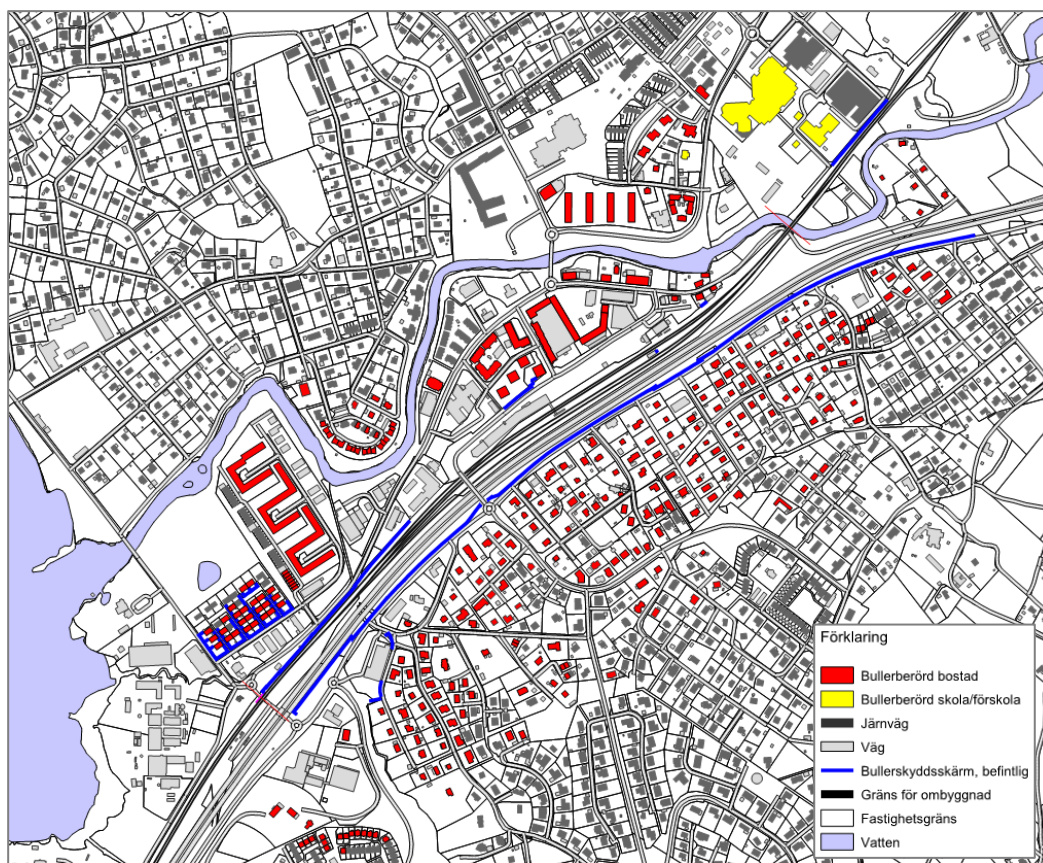 Förklaring
Bullerberörd bostad
Bullerberörd skola/förskola
Järnväg
Väg
Bullerskyddsskärm, befintlig
Gräns för ombyggnad
Fastighetsgräns
Vatten